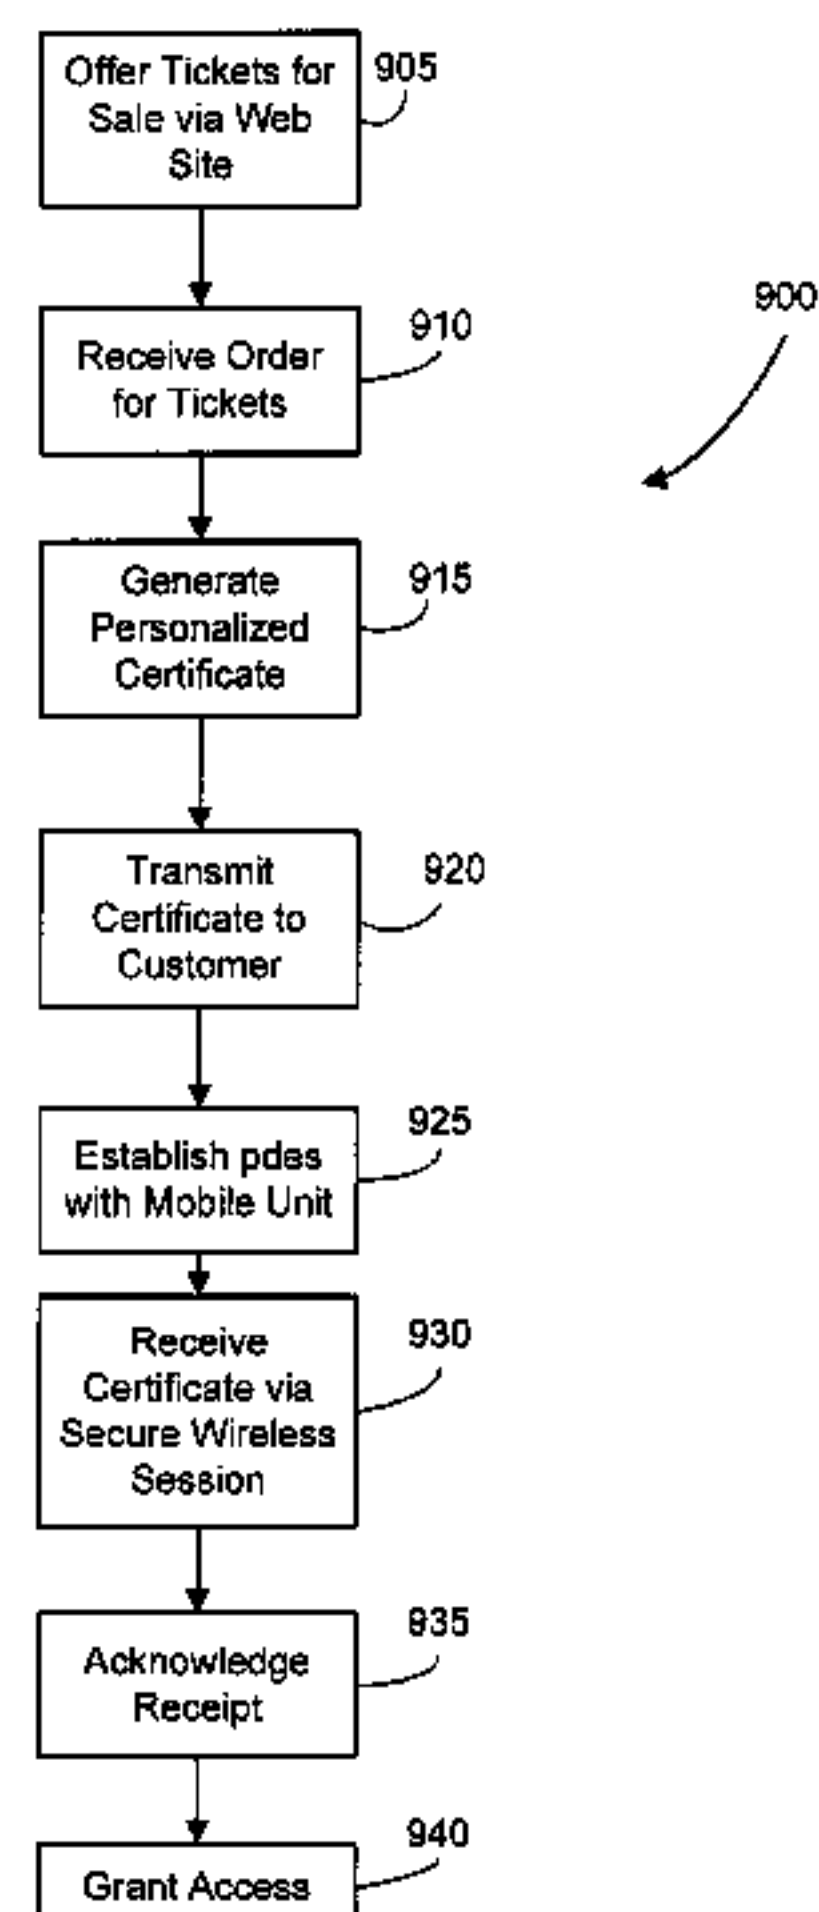 Offer Tickets for
Sale via Web
Site
905
900
Receive Order
for Tickets
910
Generate
Personalized
Certificate
915
Transmit
Certificate to
Customer
920
Establish pdes
with Mobile Unit
925
Receive
Certificate via
Secure Wireless
Session
930
Acknowledge
Receipt
935
Grant Access
940